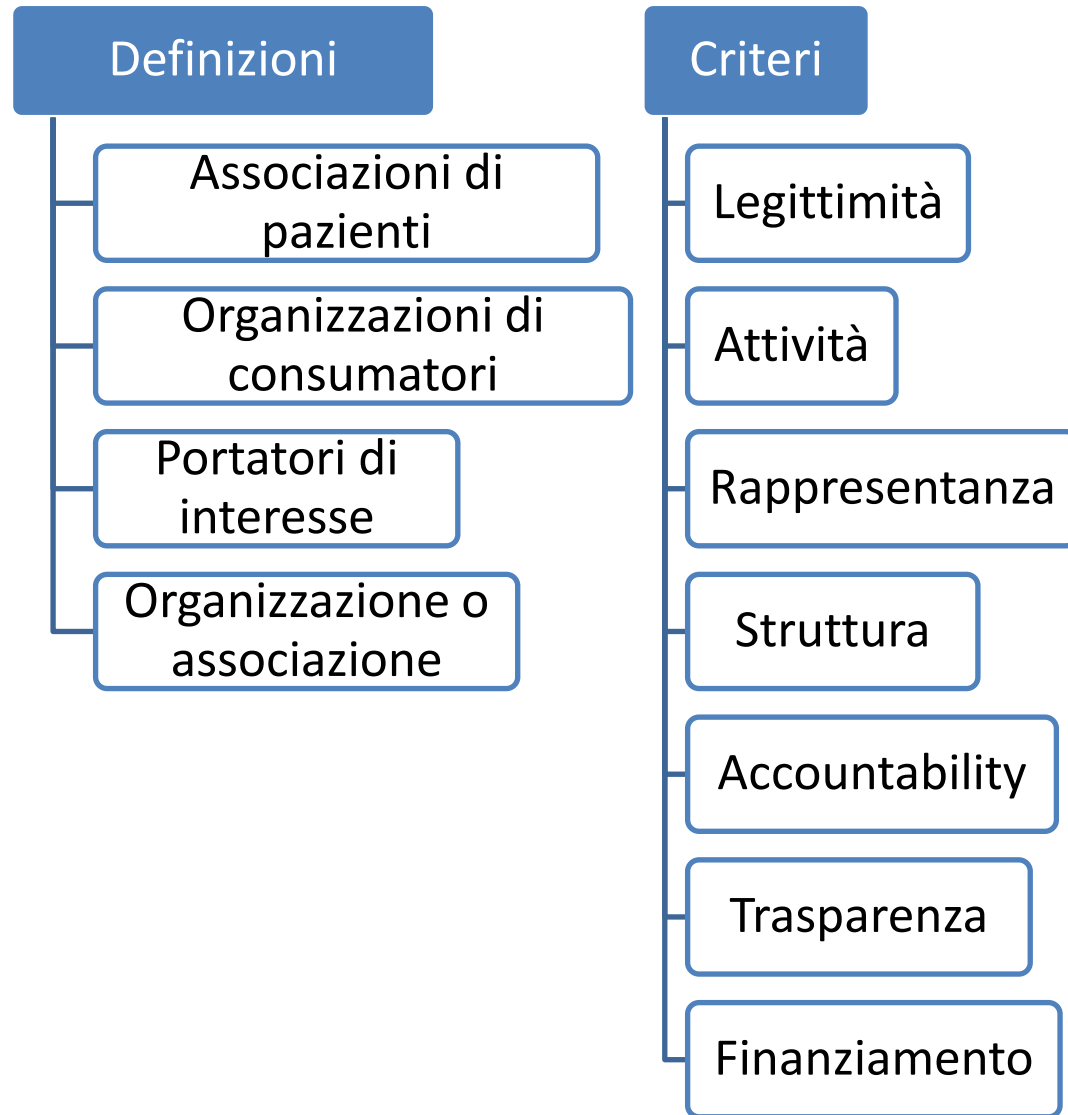 Definizioni
Associazioni di
pazienti
Organizzazioni di
consumatori
Portatori di
interesse
Organizzazione o
associazione
Criteri
Legittimità
Attività
Rappresentanza
Struttura
Accountability
Trasparenza
Finanziamento